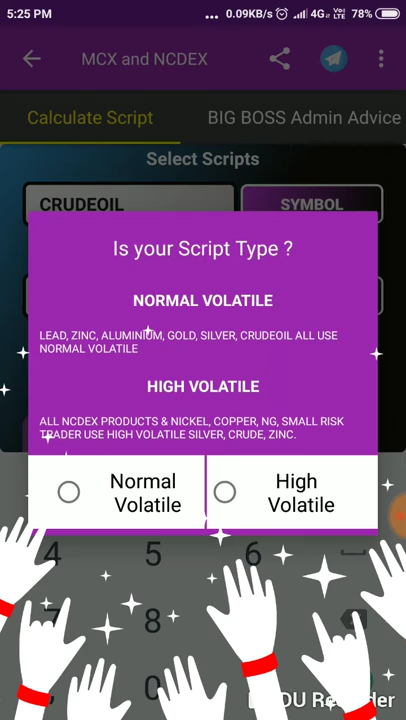 5:25 PM ... 0.09KB/s 4G Vo LTE 78%
MCX and NCDEX
Calculate Script BIG BOSS Admin Advice
Select Scripts
CRUDEOIL SYMBOL
Is your Script Type ?
NORMAL VOLATILE
LEAD, ZINC, ALUMINIUM, GOLD, SILVER, CRUDEOIL ALL USE
NORMAL VOLATILE
HIGH VOLATILE
ALL NCDEX PRODUCTS & NICKEL, COPPER, NG, SMALL RISK
TRADER USE HIGH VOLATILE SILVER, CRUDE, ZINC.
Normal High
Volatile Volatile
4 5 6
7 8
0